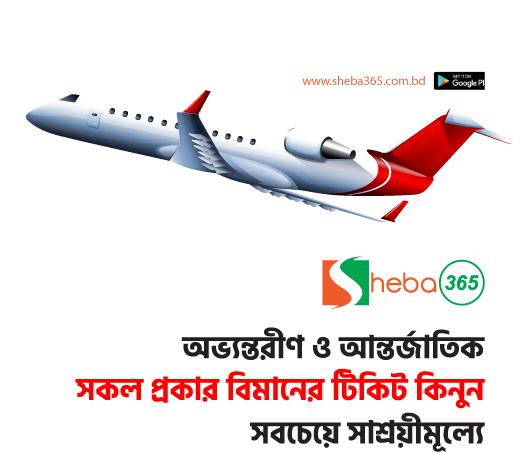 www.sheba365.com.bd
GET IT ON
Google Pl
Sheba 365
অভ্যন্তরীণ ও আন্তর্জাতিক
সকল প্রকার বিমানের টিকিট কিনুন
সবচেয়ে সাশ্রয়ীমূল্যে